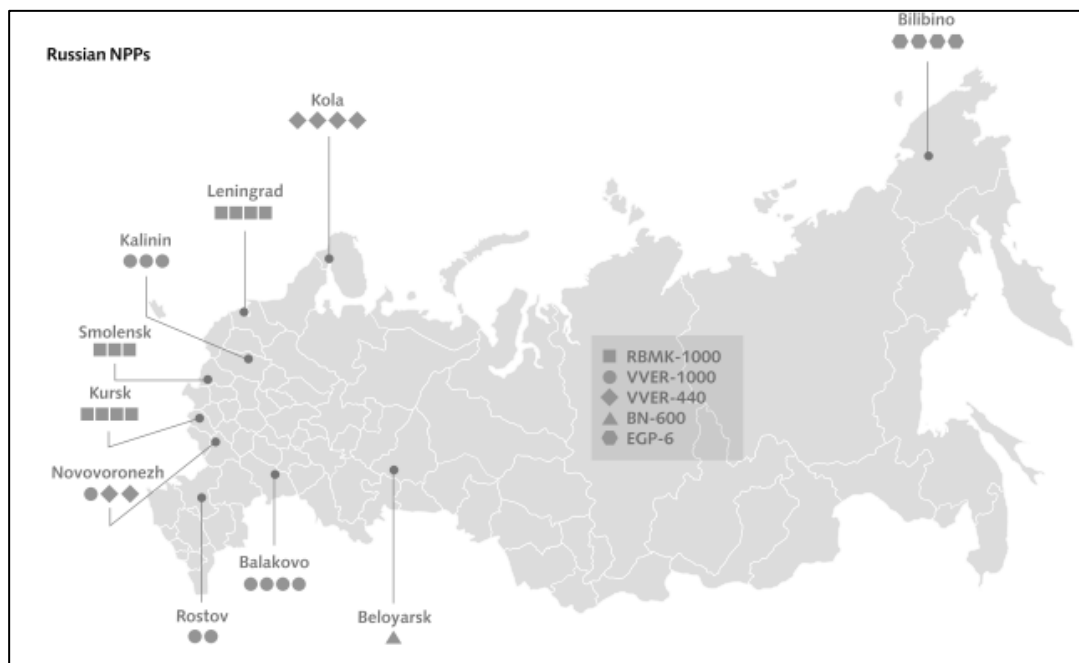 Russian NPPs
Bilibino
Kola
Leningrad
Kalinin
Smolensk
Kursk
Novovoronezh
Rostov
Balakovo
Beloyarsk
RBMK-1000
VVER-1000
VVER-440
BN-600
EGP-6